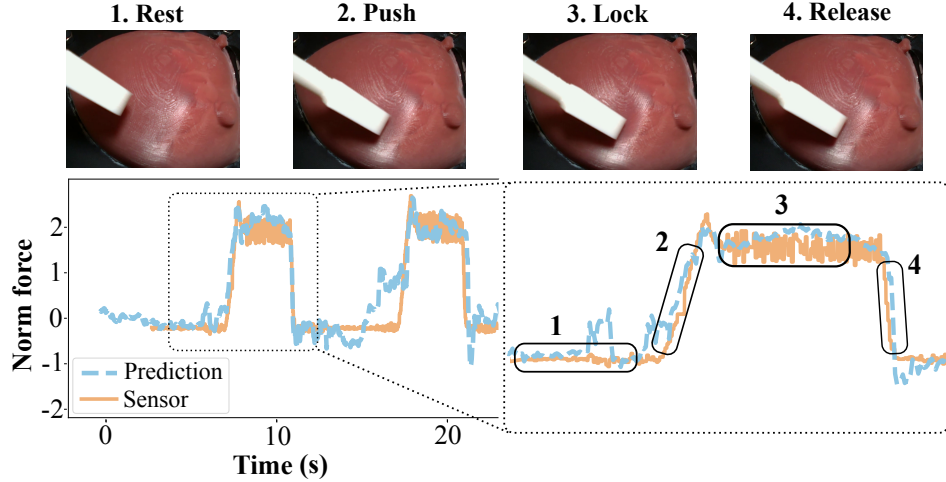 1. Rest 2. Push 3. Lock 4. Release
Norm force
2
1
0
-1
-2
Prediction
Sensor
0 10 20
Time (s)
1
2
3
4